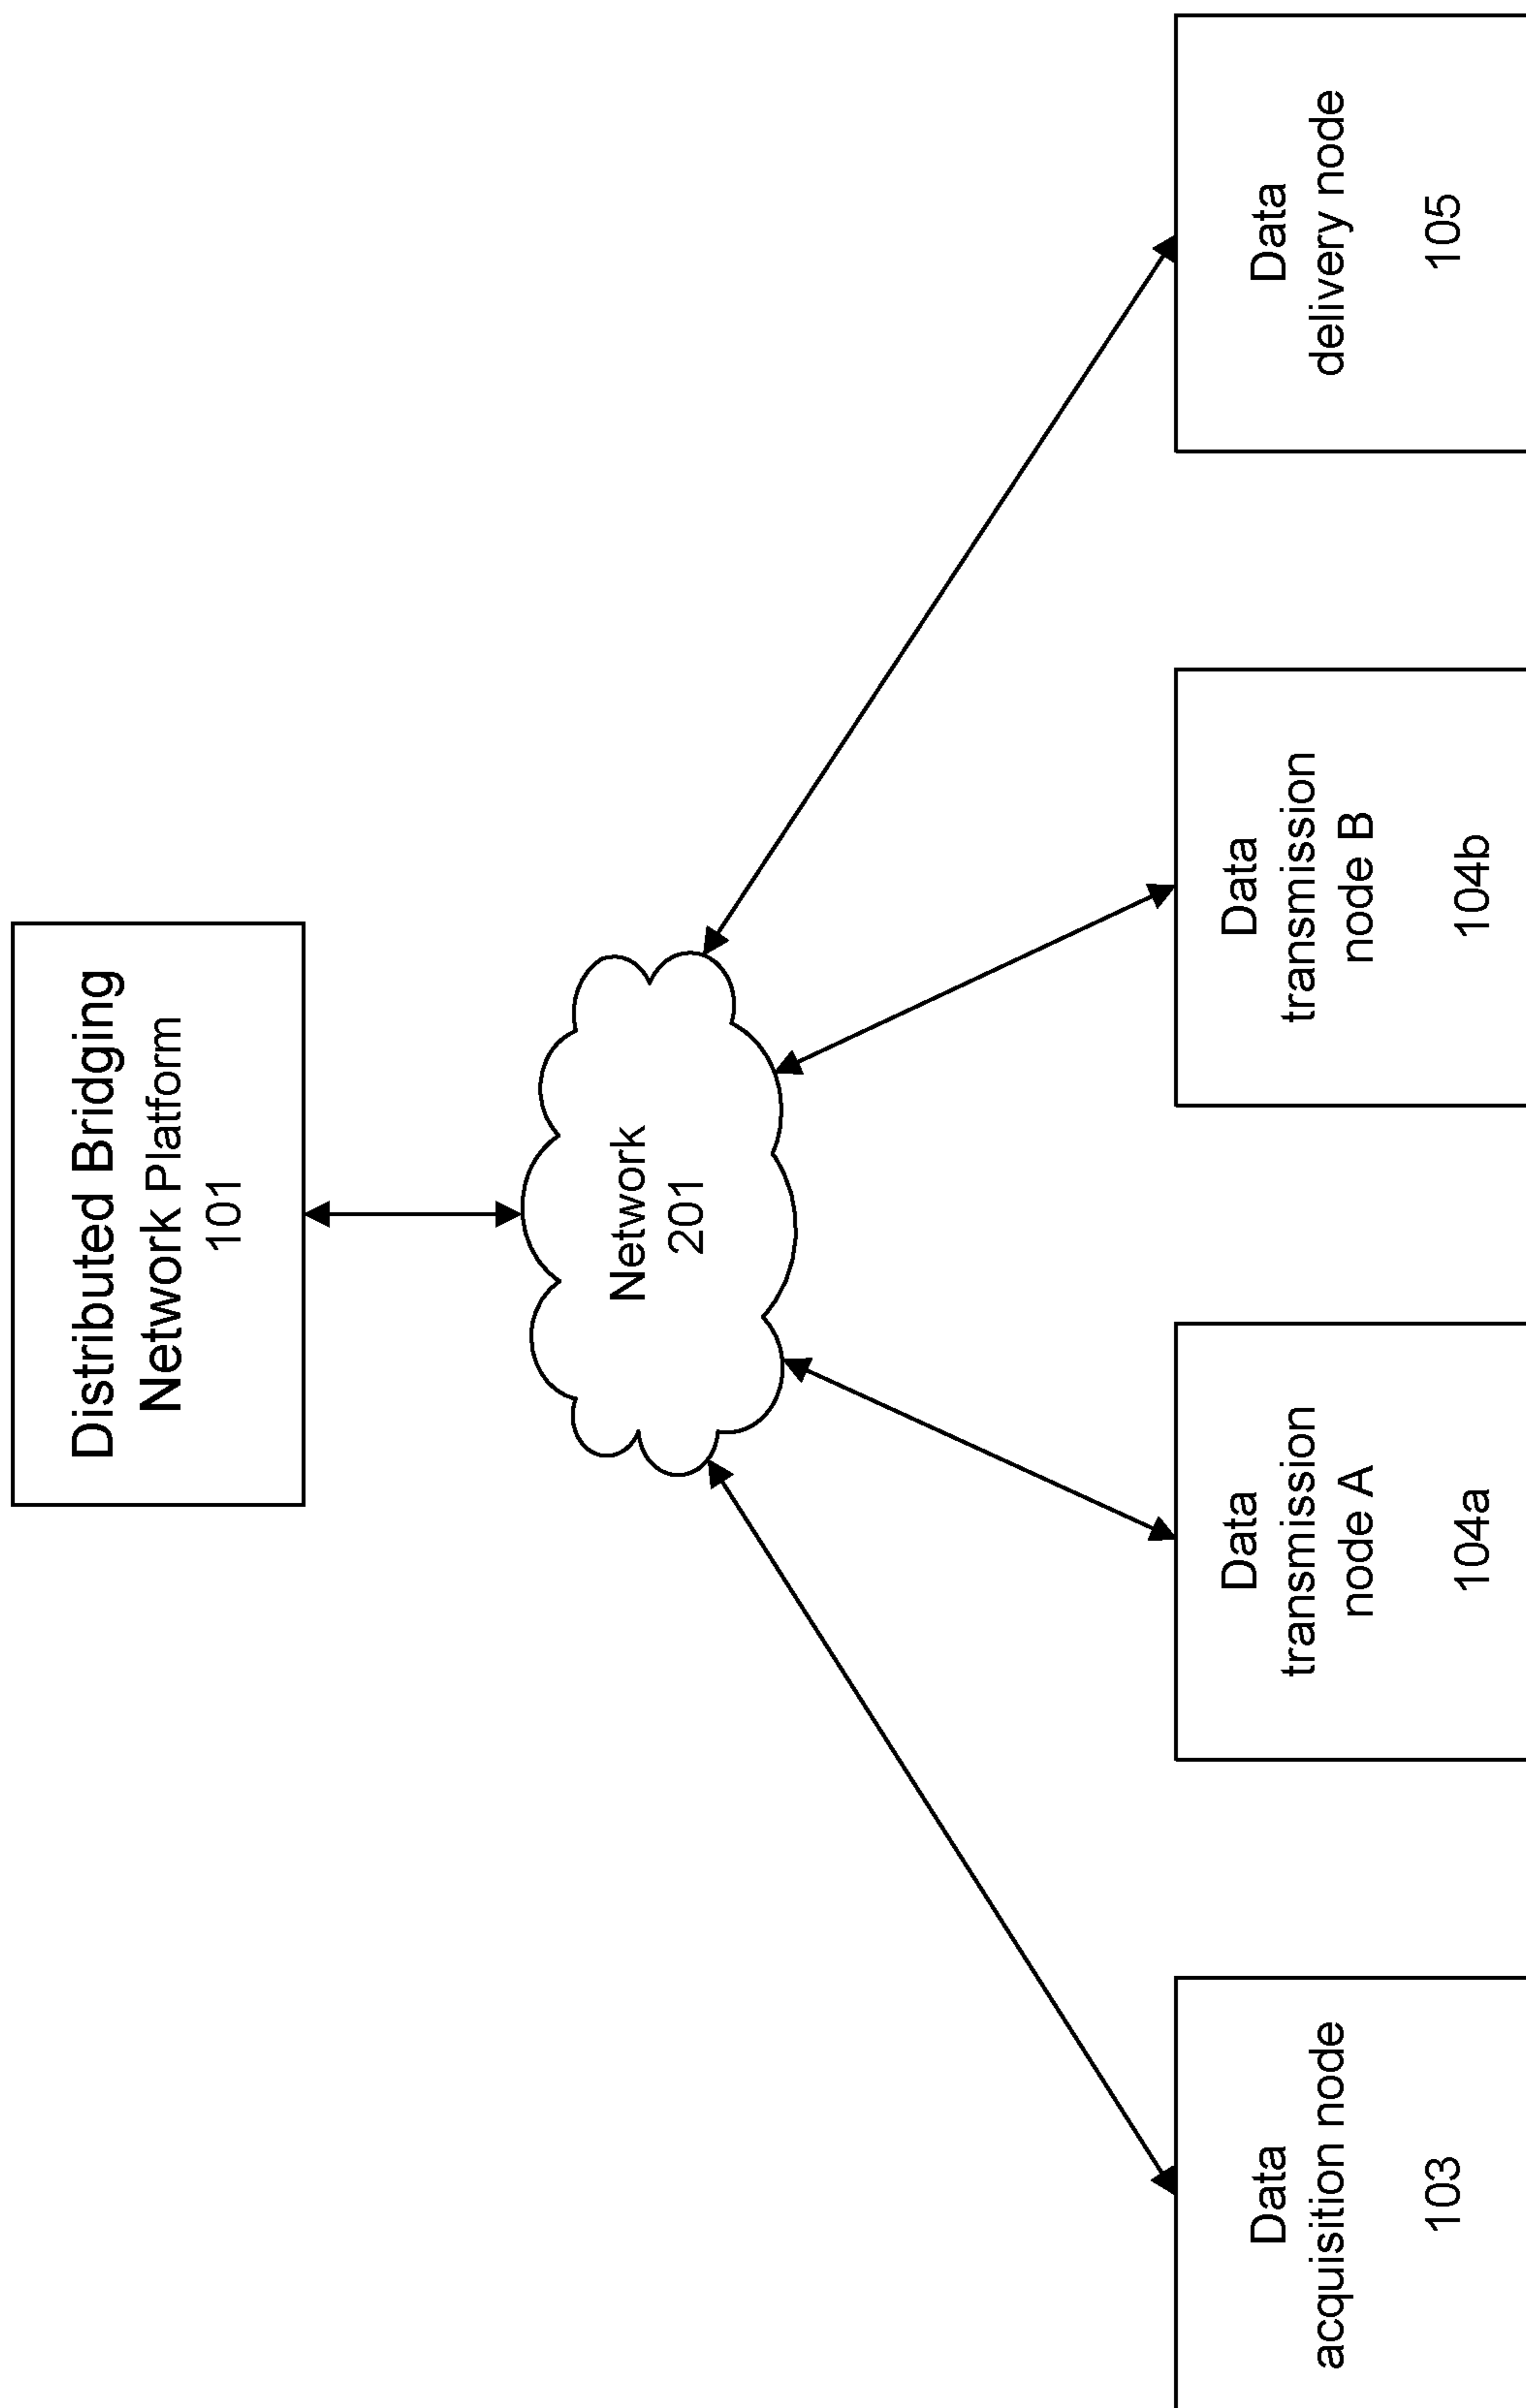 Distributed Bridging
Network Platform
101
Network
201
Data
acquisition node
103
Data
transmission
node A
104a
Data
transmission
node B
104b
Data
delivery node
105